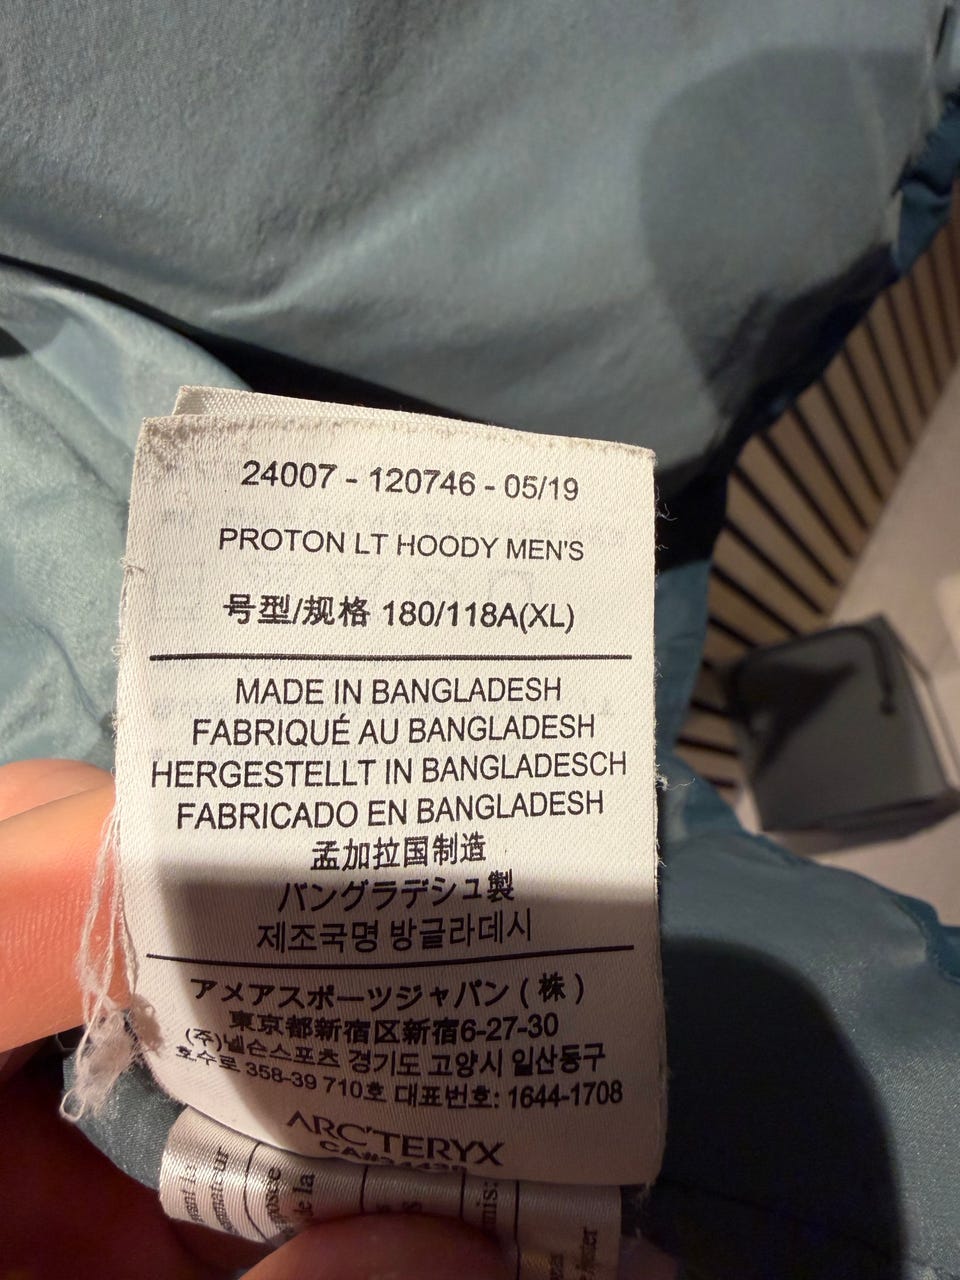 24007 - 120746 - 05/19
PROTON LT HOODY MEN'S
号型/规格 180/118A(XL)
MADE IN BANGLADESH
FABRIQUÉ AU BANGLADESH
HERGESTELLT IN BANGLADESCH
FABRICADO EN BANGLADESH
孟加拉国制造
バングラデシュ製
제조국명 방글라데시
アメアスポーツジャパン(株)
東京都新宿区新宿6-27-30
(주)넬슨스포츠 경기도 고양시 일산동구
호수로 358-39 710호 대표번호: 1644-1708
ARC'TERYX
de la